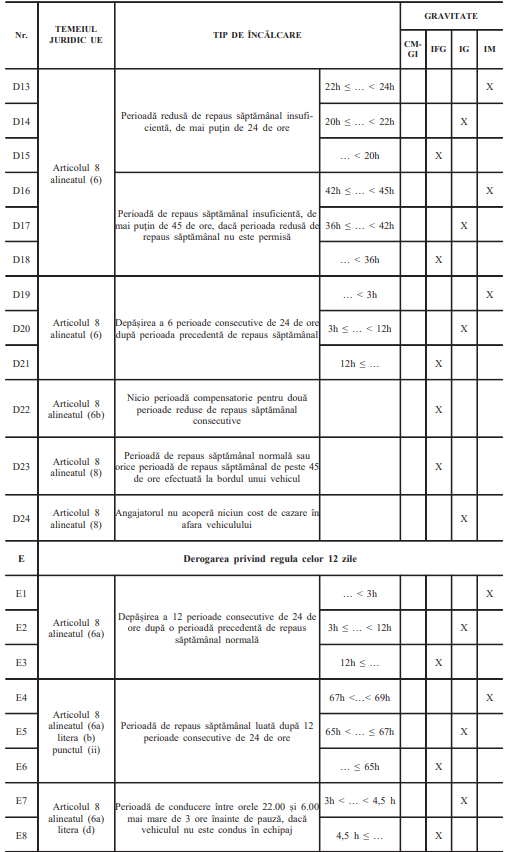 Nr.
TEMEIUL
JURIDIC UE
TIP DE ÎNCĂLCARE
GRAVITATE
CM-
GI
IFG
IG
IM
D13
Articolul 8
alineatul (6)
Perioadă redusă de repaus săptămânal insufi-
cientă, de mai puțin de 24 de ore
22h ≤ … < 24h
X
D14
20h ≤ … < 22h
X
D15
… < 20h
X
D16
Perioadă de repaus săptămânal insuficientă, de
mai puțin de 45 de ore, dacă perioada redusă de
repaus săptămânal nu este permisă
42h ≤ … < 45h
X
D17
36h ≤ … < 42h
X
D18
… < 36h
X
D19
Articolul 8
alineatul (6)
Depășirea a 6 perioade consecutive de 24 de ore
după perioada precedentă de repaus săptămânal
… < 3h
X
D20
3h ≤ … < 12h
X
D21
12h ≤ …
X
D22
Articolul 8
alineatul (6b)
Nicio perioadă compensatorie pentru două
perioade reduse de repaus săptămânal
consecutive
X
D23
Articolul 8
alineatul (8)
Perioadă de repaus săptămânal normală sau
orice perioadă de repaus săptămânal de peste 45
de ore efectuată la bordul unui vehicul
X
D24
Articolul 8
alineatul (8)
Angajatorul nu acoperă niciun cost de cazare în
afara vehiculului
X
E
Derogarea privind regula celor 12 zile
E1
Articolul 8
alineatul (6a)
Depășirea a 12 perioade consecutive de 24 de
ore după o perioadă precedentă de repaus
săptămânal normală
… < 3h
X
E2
3h ≤ … < 12h
X
E3
12h ≤ …
X
E4
Articolul 8
alineatul (6a)
litera (b)
punctul (ii)
Perioadă de repaus săptămânal luată după 12
perioade consecutive de 24 de ore
67h <…< 69h
X
E5
65h < … ≤ 67h
X
E6
… ≤ 65h
X
E7
Articolul 8
alineatul (6a)
litera (d)
Perioadă de conducere între orele 22.00 și 6.00
mai mare de 3 ore înainte de pauză, dacă
vehiculul nu este condus în echipaj
3h < … < 4,5 h
X
E8
4,5 h ≤ …
X